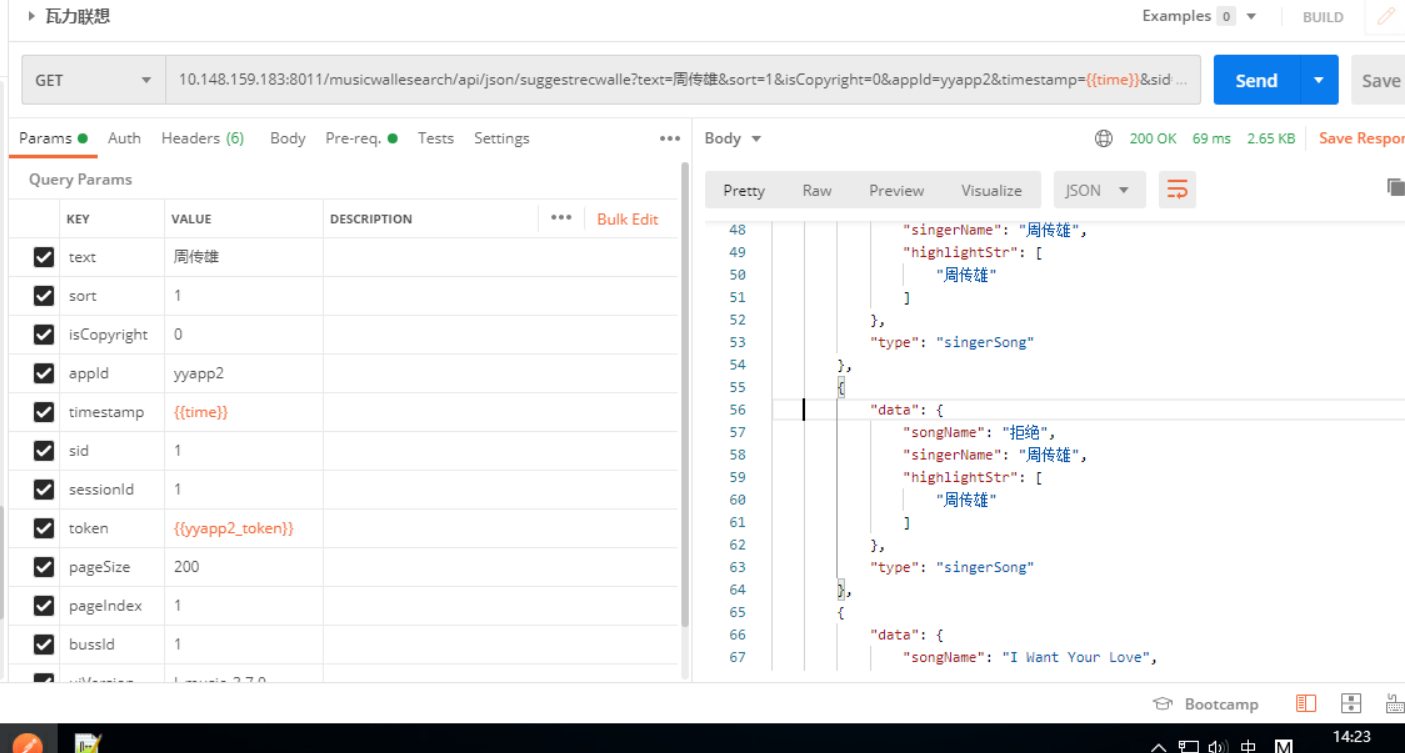 瓦力联想
Examples 0
BUILD
GET
10.148.159.183:8011/musicwallesearch/api/json/suggestrecwalle?text=周传雄&sort=1&isCopyright=0&appId=yyapp2&timestamp={{time}}&sid ...
Send
Save
Params
Auth
Headers (6)
Body
Pre-req.
Tests
Settings
Query Params
KEY VALUE DESCRIPTION Bulk Edit
text 周传雄
sort 1
isCopyright 0
appId yyapp2
timestamp {{time}}
sid 1
sessionId 1
token {{yyapp2_token}}
pageSize 200
pageIndex 1
bussId 1
Body 200 OK 69 ms 2.65 KB Save Respon
Pretty Raw Preview Visualize JSON
48 "singerName": "周传雄",
49 "highlightStr": [
50 "周传雄"
51 ]
52 },
53 "type": "singerSong"
54 },
55 {
56 "data": {
57 "songName": "拒绝",
58 "singerName": "周传雄",
59 "highlightStr": [
60 "周传雄"
61 ]
62 },
63 "type": "singerSong"
64 },
65 {
66 "data": {
67 "songName": "I Want Your Love",
Bootcamp
中 M
14:23